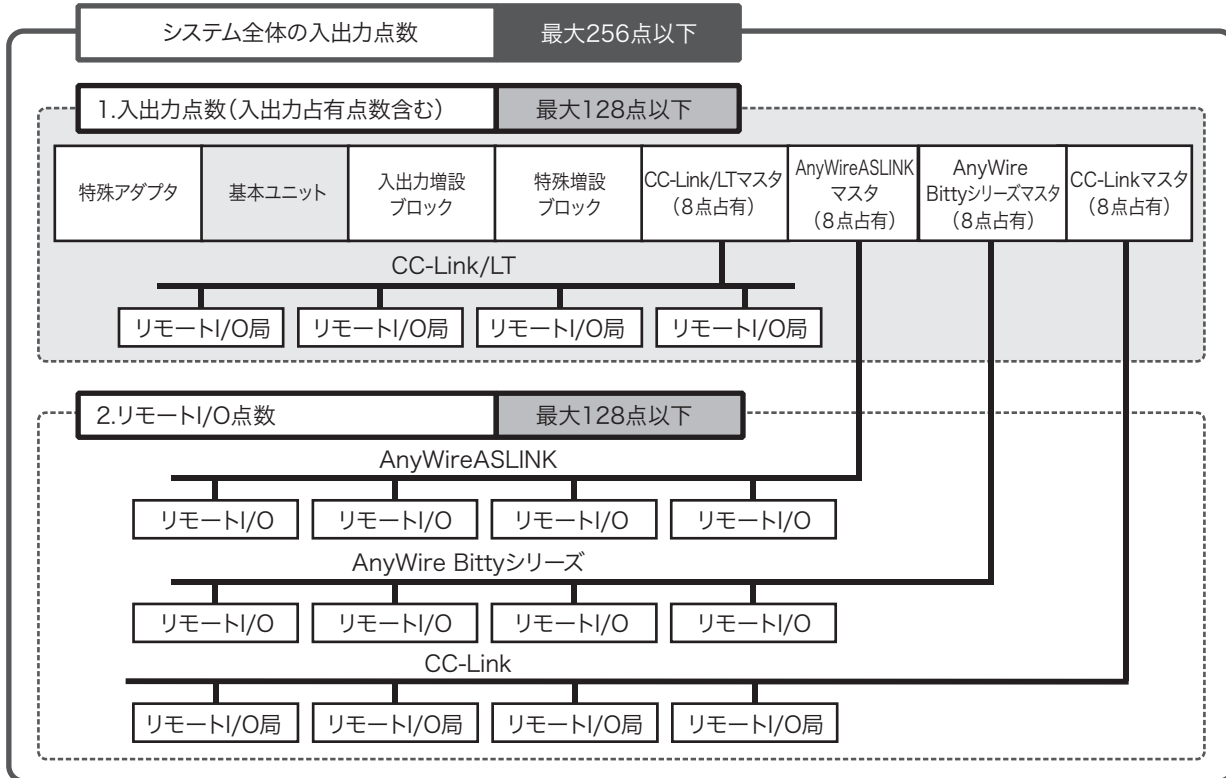 システム全体の入出力点数 最大256点以下
1.入出力点数(入出力占有点数含む) 最大128点以下
特殊アダプタ
基本ユニット
入出力増設
ブロック
特殊増設
ブロック
CC-Link/LTマスタ
(8点占有)
AnyWireASLINK
マスタ
(8点占有)
AnyWire
Bittyシリーズマスタ
(8点占有)
CC-Linkマスタ
(8点占有)
CC-Link/LT
リモートI/O局 リモートI/O局 リモートI/O局 リモートI/O局
2.リモートI/O点数 最大128点以下
AnyWireASLINK
リモートI/O リモートI/O リモートI/O リモートI/O
AnyWire Bittyシリーズ
リモートI/O リモートI/O リモートI/O リモートI/O
CC-Link
リモートI/O局 リモートI/O局 リモートI/O局 リモートI/O局